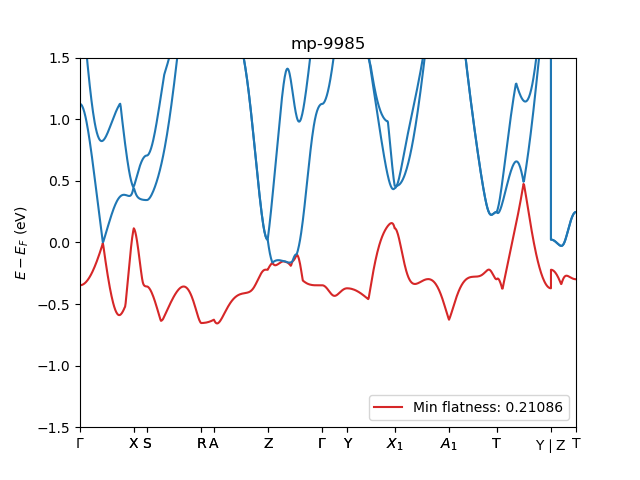 mp-9985
E − E_F (eV)
1.5
1.0
0.5
0.0
−0.5
−1.0
−1.5
Min flatness: 0.21086
Γ X S R A Z Γ Y X₁ A₁ T Y | Z T